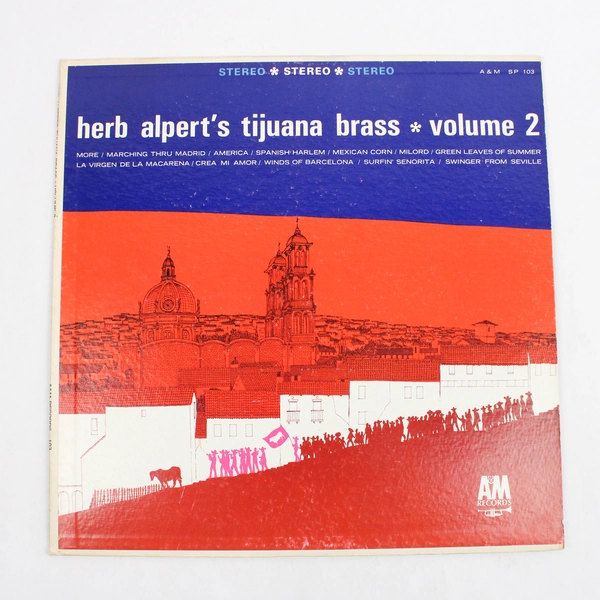 STEREO * STEREO * STEREO
A & M SP 103
herb alpert's tijuana brass * volume 2
MORE / MARCHING THRU MADRID / AMERICA / SPANISH HARLEM / MEXICAN CORN / MILORD / GREEN LEAVES OF SUMMER
LA VIRGEN DE LA MACARENA / CREA MI AMOR / WINDS OF BARCELONA / SURFIN' SENORITA / SWINGER FROM SEVILLE
A&M
RECORDS